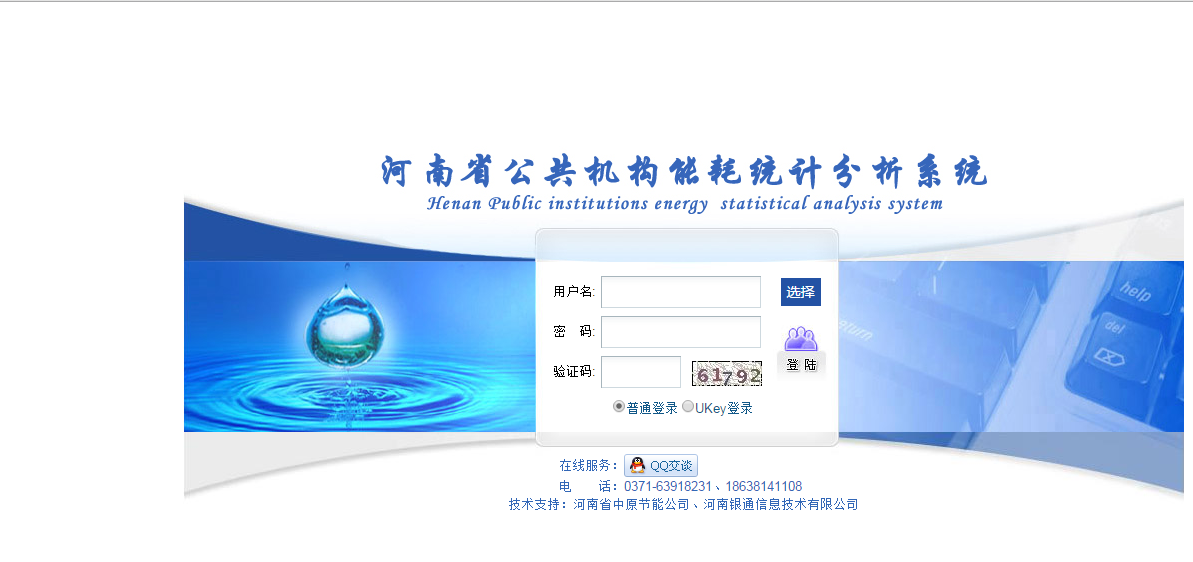 河南省公共机构能耗统计分析系统
Henan Public institutions energy statistical analysis system
用户名: 选择
密 码:
登 陆
验证码: 61792
普通登录 UKey登录
在线服务： QQ交谈
电 话：0371-63918231、18638141108
技术支持：河南省中原节能公司、河南银通信息技术有限公司
return
help
del